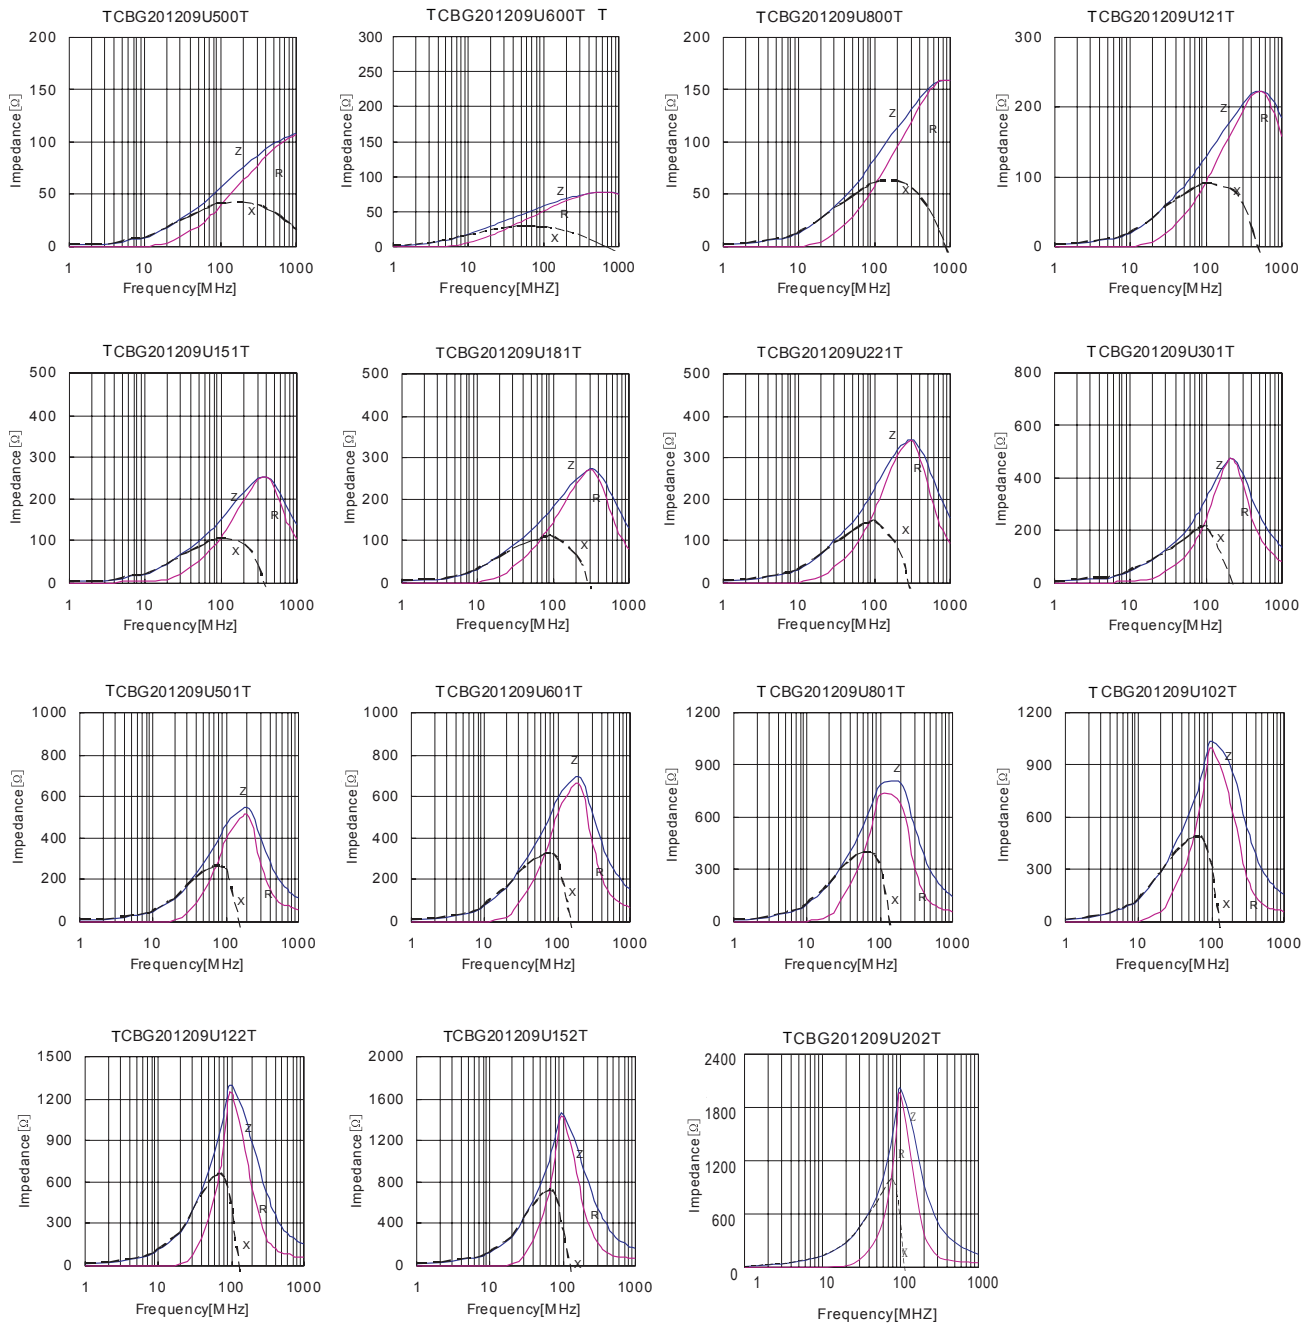 TCBG201209U500T
200
150
100
50
0
Impedance[Ω]
Z
R
X
1 10 100 1000
Frequency[MHz]
TCBG201209U600T T
300
250
200
150
100
50
0
Impedance[Ω]
Z
R
X
1 10 100 1000
Frequency[MHZ]
TCBG201209U800T
200
150
100
50
0
Impedance[Ω]
Z
R
X
1 10 100 1000
Frequency[MHz]
TCBG201209U121T
300
200
100
0
Impedance[Ω]
Z
R
X
1 10 100 1000
Frequency[MHz]
TCBG201209U151T
500
400
300
200
100
0
Impedance[Ω]
Z
R
X
1 10 100 1000
Frequency[MHz]
TCBG201209U181T
500
400
300
200
100
0
Impedance[Ω]
Z
R
X
1 10 100 1000
Frequency[MHz]
TCBG201209U221T
500
400
300
200
100
0
Impedance[Ω]
Z
R
X
1 10 100 1000
Frequency[MHz]
TCBG201209U301T
800
600
400
200
0
Impedance[Ω]
Z
R
X
1 10 100 1000
Frequency[MHz]
TCBG201209U501T
1000
800
600
400
200
0
Impedance[Ω]
Z
X
R
1 10 100 1000
Frequency[MHz]
TCBG201209U601T
1000
800
600
400
200
0
Impedance[Ω]
Z
R
X
1 10 100 1000
Frequency[MHz]
TCBG201209U801T
1200
900
600
300
0
Impedance[Ω]
Z
X
R
1 10 100 1000
Frequency[MHz]
TCBG201209U102T
1200
900
600
300
0
Impedance[Ω]
Z
X
R
1 10 100 1000
Frequency[MHz]
TCBG201209U122T
1500
1200
900
600
300
0
Impedance[Ω]
Z
R
X
1 10 100 1000
Frequency[MHz]
TCBG201209U152T
2000
1600
1200
800
400
0
Impedance[Ω]
Z
R
X
1 10 100 1000
Frequency[MHz]
TCBG201209U202T
2400
1800
1200
600
0
Impedance[Ω]
Z
R
X
1 10 100 1000
Frequency[MHZ]